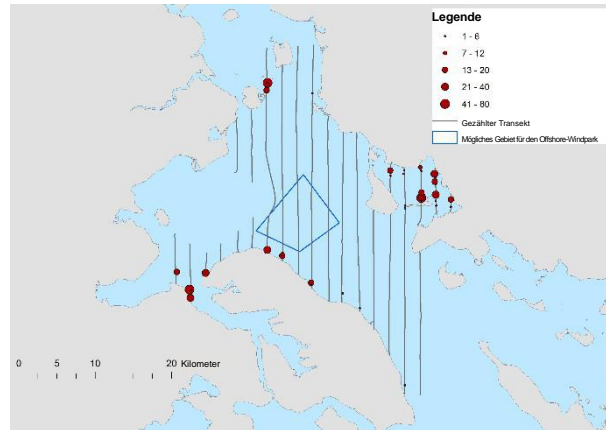 Legende
1 - 6
7 - 12
13 - 20
21 - 40
41 - 80
Gezählter Transekt
Mögliches Gebiet für den Offshore-Windpark
0 5 10 20 Kilometer